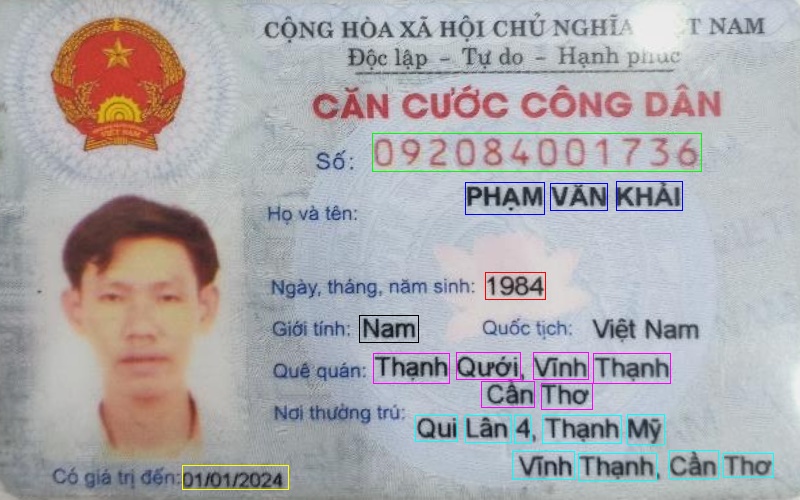 CỘNG HÒA XÃ HỘI CHỦ NGHĨA VIỆT NAM
Độc lập - Tự do - Hạnh phúc
CĂN CƯỚC CÔNG DÂN
Số: 092084001736
Họ và tên: PHẠM VĂN KHẢI
Ngày, tháng, năm sinh: 1984
Giới tính: Nam Quốc tịch: Việt Nam
Quê quán: Thạnh Qưới, Vĩnh Thạnh
Cần Thơ
Nơi thường trú: Qui Lân 4, Thạnh Mỹ
Vĩnh Thạnh, Cần Thơ
Có giá trị đến: 01/01/2024